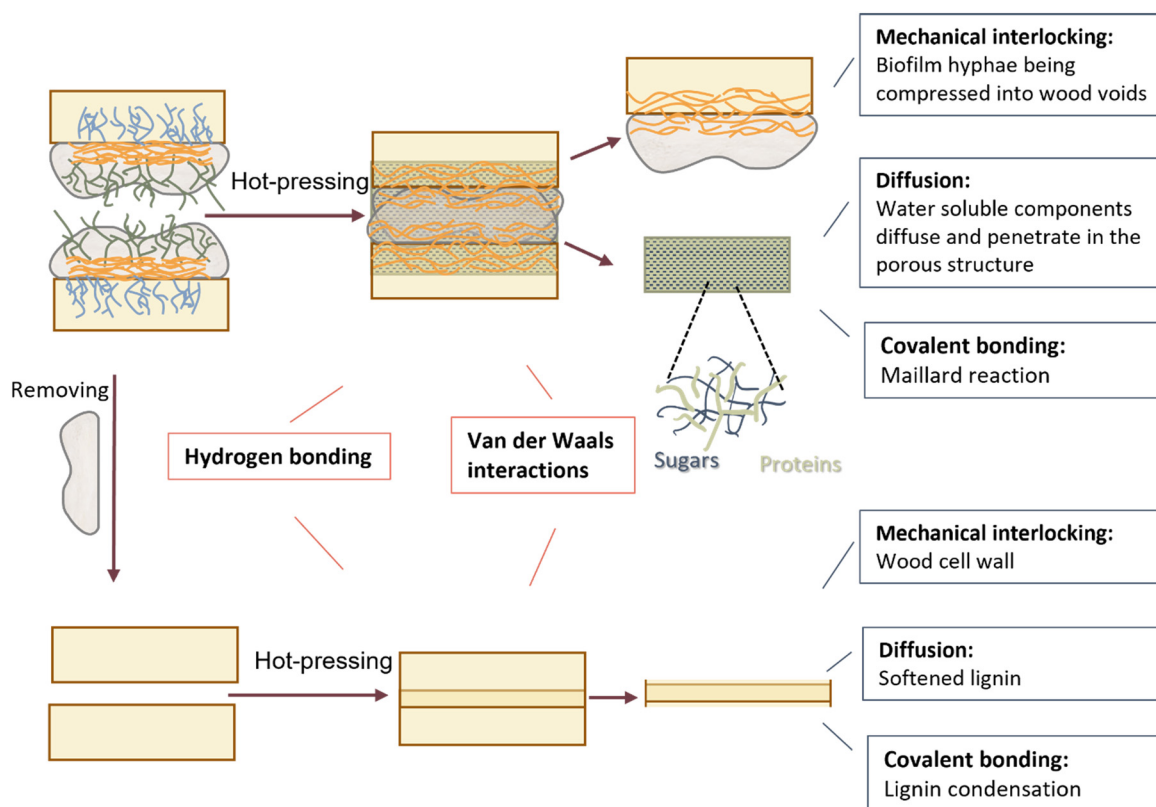 Mechanical interlocking:
Biofilm hyphae being
compressed into wood voids
Hot-pressing
Diffusion:
Water soluble components
diffuse and penetrate in the
porous structure
Covalent bonding:
Maillard reaction
Removing
Hydrogen bonding
Van der Waals
interactions
Sugars
Proteins
Mechanical interlocking:
Wood cell wall
Hot-pressing
Diffusion:
Softened lignin
Covalent bonding:
Lignin condensation